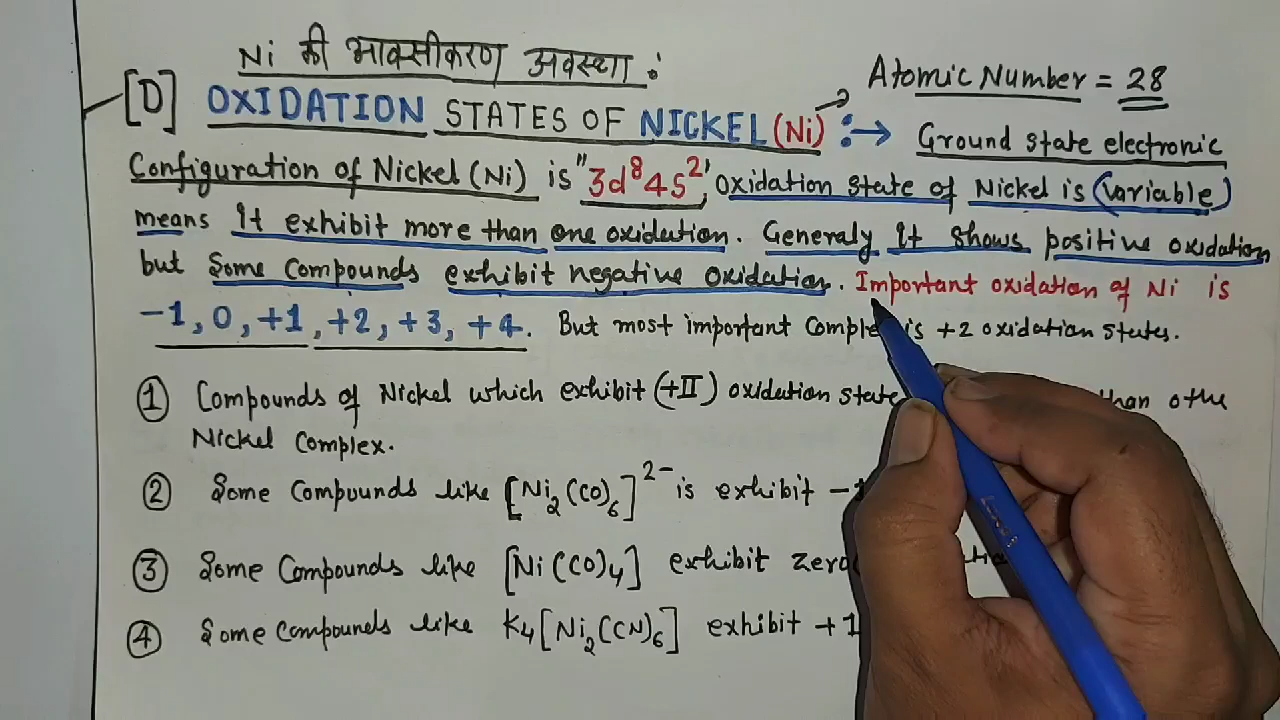 Ni की आक्सीकरण अवस्था :
[D] OXIDATION STATES OF NICKEL (Ni) :→ Atomic Number = 28
Ground state electronic
Configuration of Nickel (Ni) is "3d⁸4s²", Oxidation state of Nickel is (variable)
means It exhibit more than one oxidation. Generaly It shows positive oxidation
but Some Compounds exhibit negative oxidation. Important oxidation of Ni is
-1, 0, +1, +2, +3, +4. But most important Comple is +2 oxidation states.
① Compounds of Nickel which exhibit (+II) oxidation state than othe
Nickel Complex.
② Some Compounds like [Ni₂(CO)₆]²⁻ is exhibit -1
③ Some Compounds like [Ni(CO)₄] exhibit zero
④ Some Compounds like K₄[Ni₂(CN)₆] exhibit +1